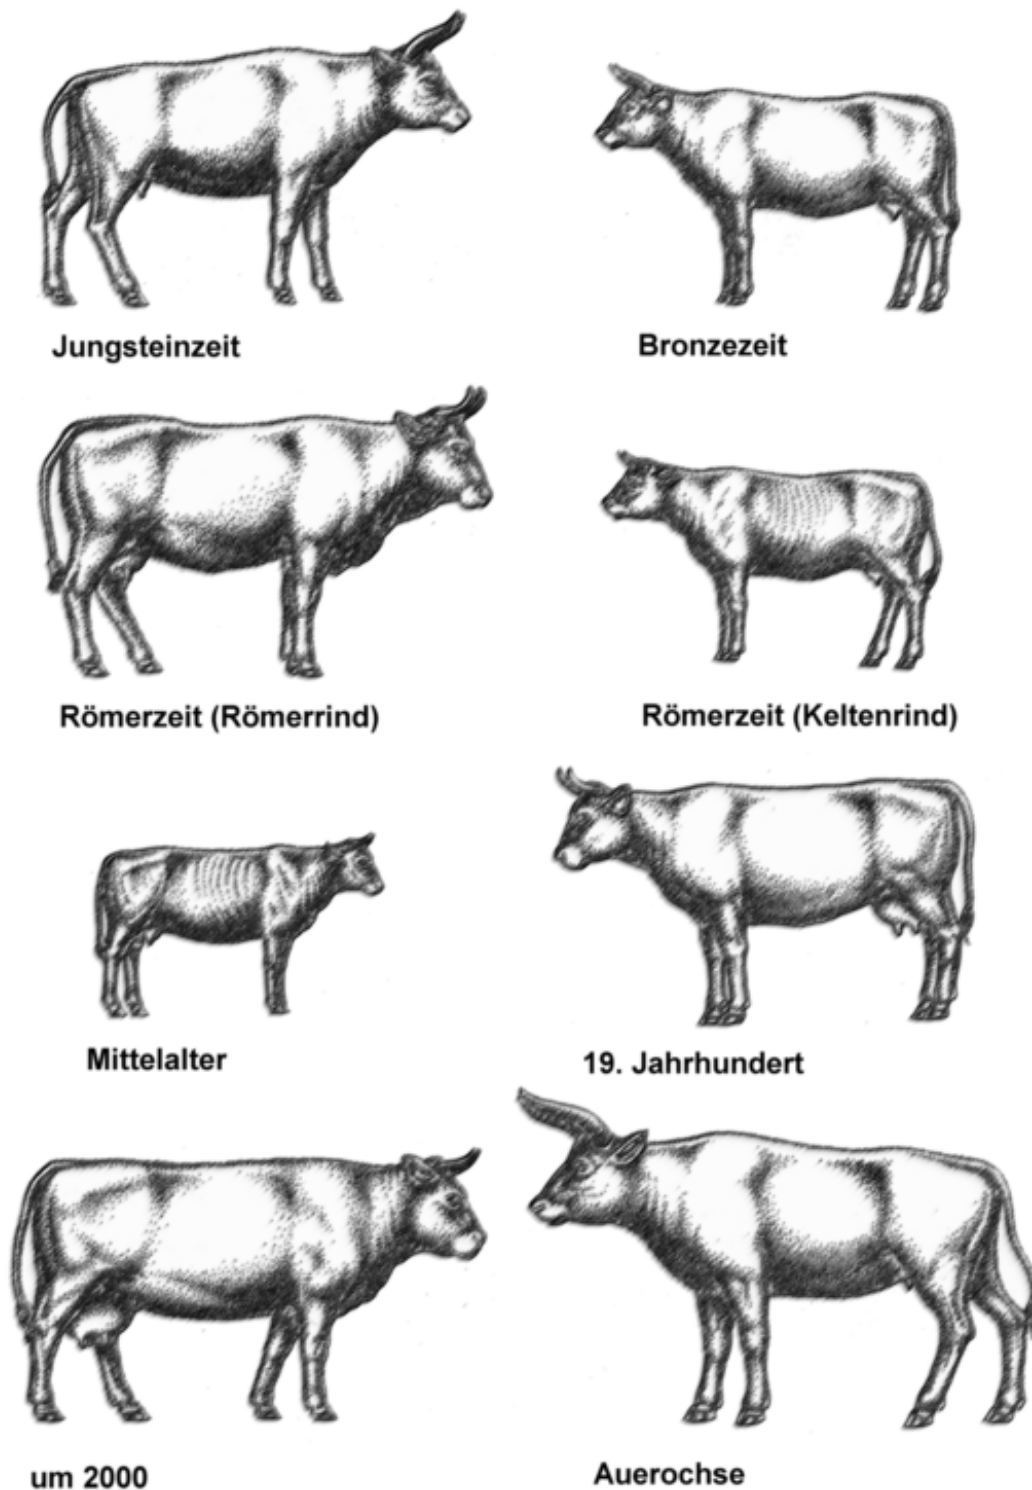 Jungsteinzeit
Bronzezeit
Römerzeit (Römerrind)
Römerzeit (Keltenrind)
Mittelalter
19. Jahrhundert
um 2000
Auerochse